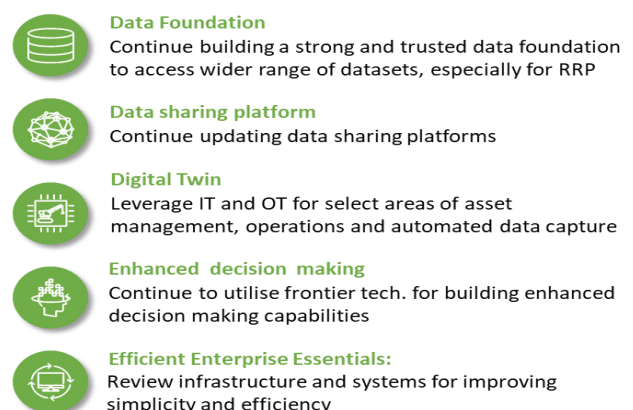 Data Foundation
Continue building a strong and trusted data foundation
to access wider range of datasets, especially for RRP
Data sharing platform
Continue updating data sharing platforms
Digital Twin
Leverage IT and OT for select areas of asset
management, operations and automated data capture
Enhanced decision making
Continue to utilise frontier tech. for building enhanced
decision making capabilities
Efficient Enterprise Essentials:
Review infrastructure and systems for improving
simplicity and efficiency